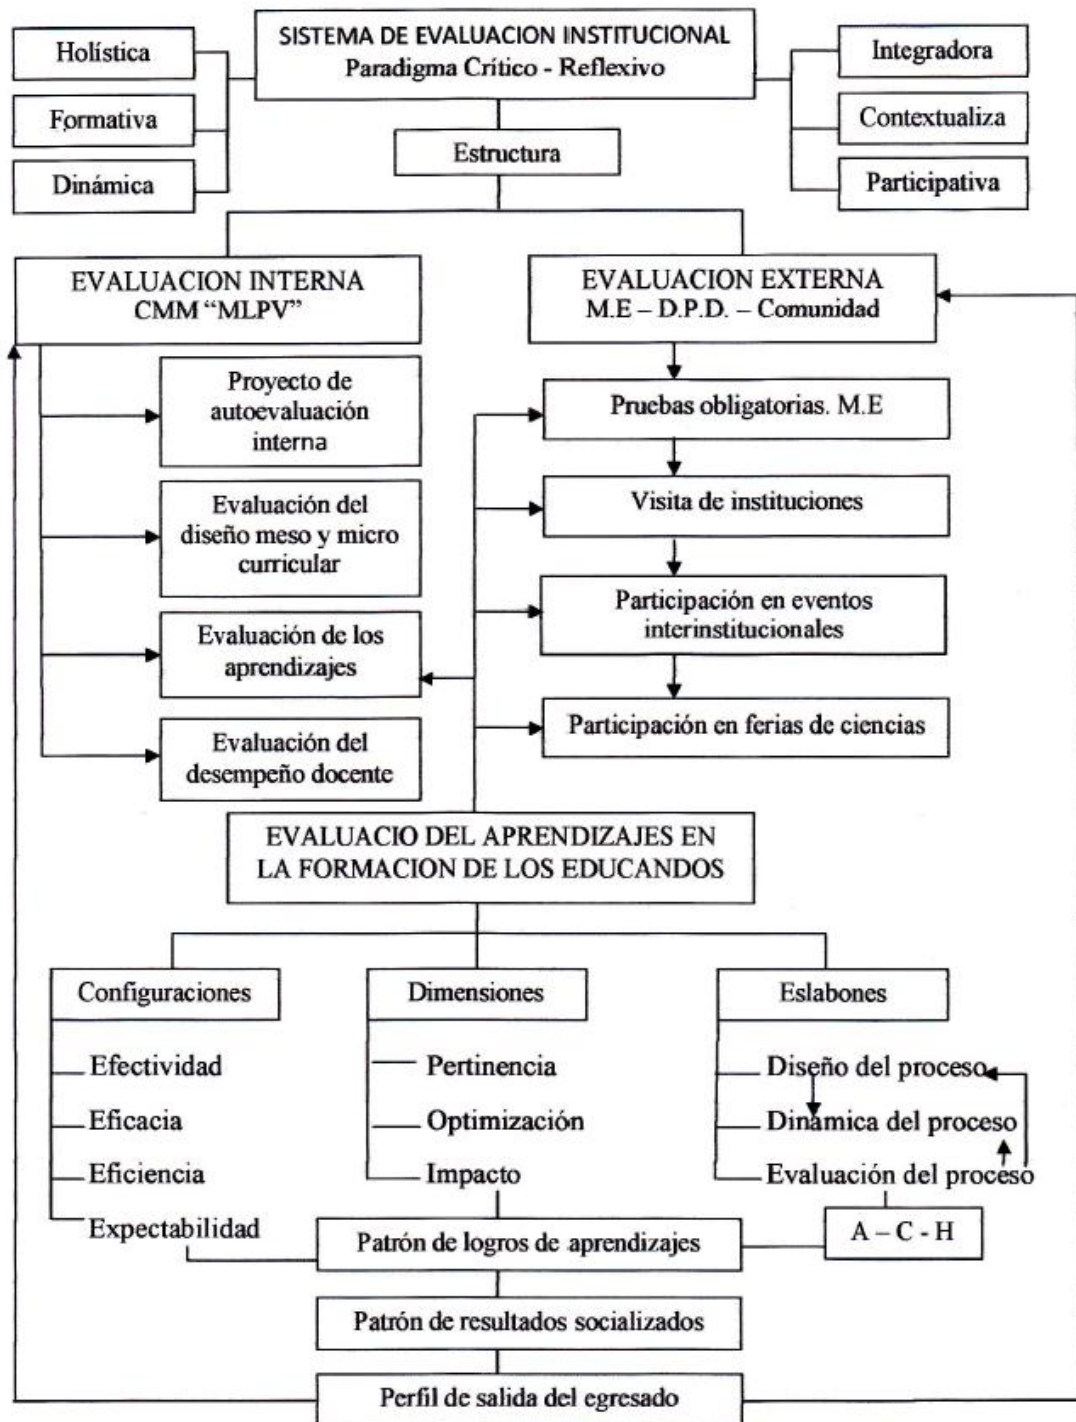 SISTEMA DE EVALUACION INSTITUCIONAL
Paradigma Crítico - Reflexivo
Holística
Formativa
Dinámica
Integradora
Contextualiza
Participativa
Estructura
EVALUACION INTERNA
CMM “MLPV”
EVALUACION EXTERNA
M.E – D.P.D. – Comunidad
Proyecto de
autoevaluación
interna
Evaluación del
diseño meso y micro
curricular
Evaluación de los
aprendizajes
Evaluación del
desempeño docente
Pruebas obligatorias. M.E
Visita de instituciones
Participación en eventos
interinstitucionales
Participación en ferias de ciencias
EVALUACIO DEL APRENDIZAJES EN
LA FORMACION DE LOS EDUCANDOS
Configuraciones
Efectividad
Eficacia
Eficiencia
Expectabilidad
Dimensiones
Pertinencia
Optimización
Impacto
Eslabones
Diseño del proceso
Dinámica del proceso
Evaluación del proceso
A – C - H
Patrón de logros de aprendizajes
Patrón de resultados socializados
Perfil de salida del egresado